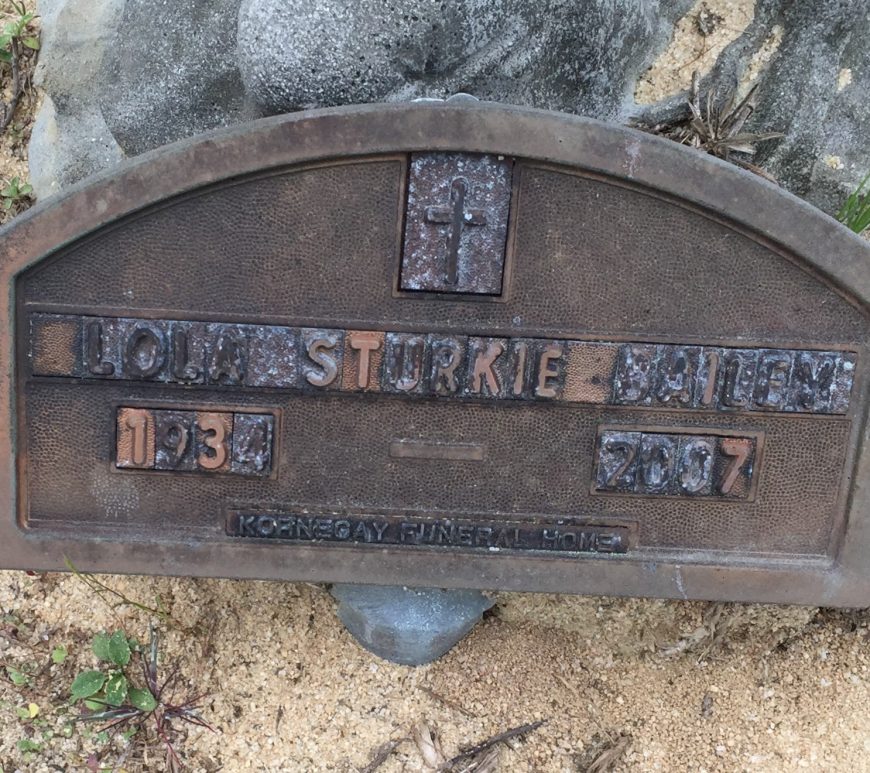 LOLA STURKIE BAILEY
1934 — 2007
KORNEGAY FUNERAL HOME